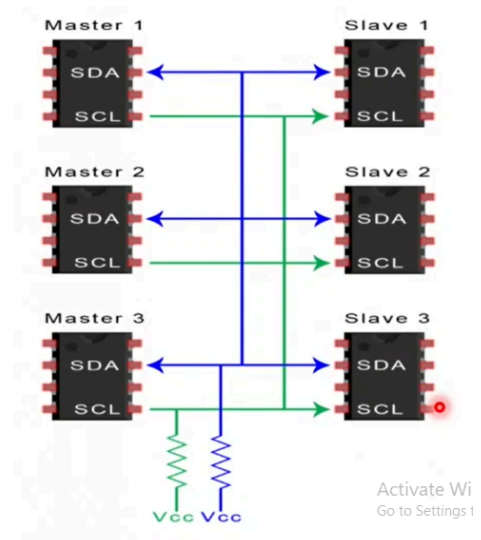 Master 1
Slave 1
SDA
SDA
SCL
SCL
Master 2
Slave 2
SDA
SDA
SCL
SCL
Master 3
Slave 3
SDA
SDA
SCL
SCL
Vcc Vcc
Activate Wi
Go to Settings t